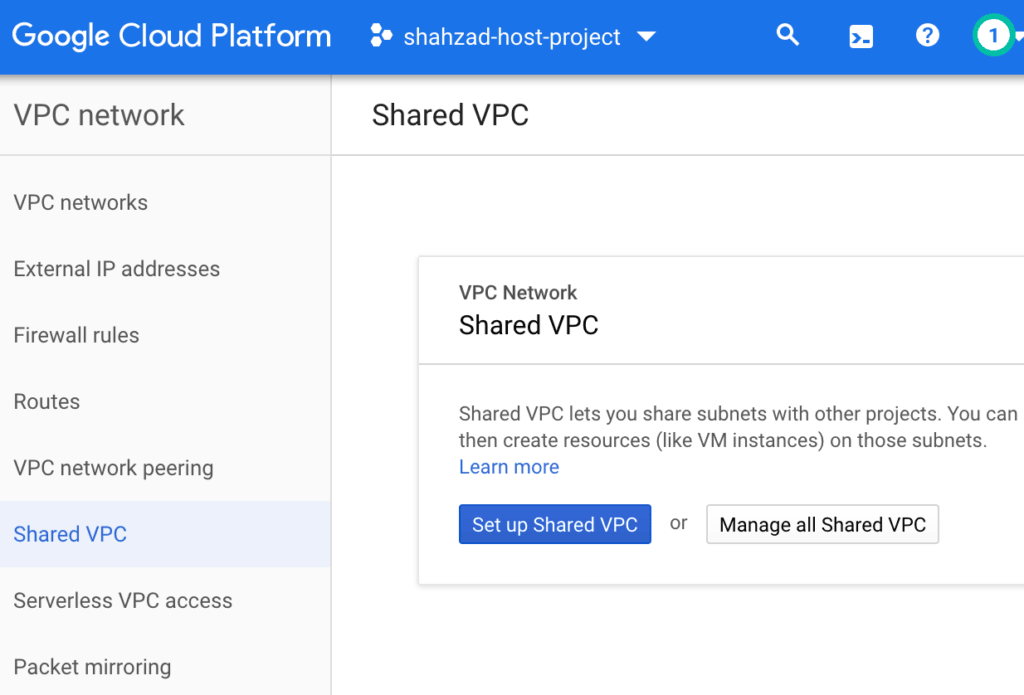 Google Cloud Platform
shahzad-host-project
1
VPC network
Shared VPC
VPC networks
External IP addresses
Firewall rules
Routes
VPC network peering
Shared VPC
Serverless VPC access
Packet mirroring
VPC Network
Shared VPC
Shared VPC lets you share subnets with other projects. You can
then create resources (like VM instances) on those subnets.
Learn more
Set up Shared VPC or Manage all Shared VPC